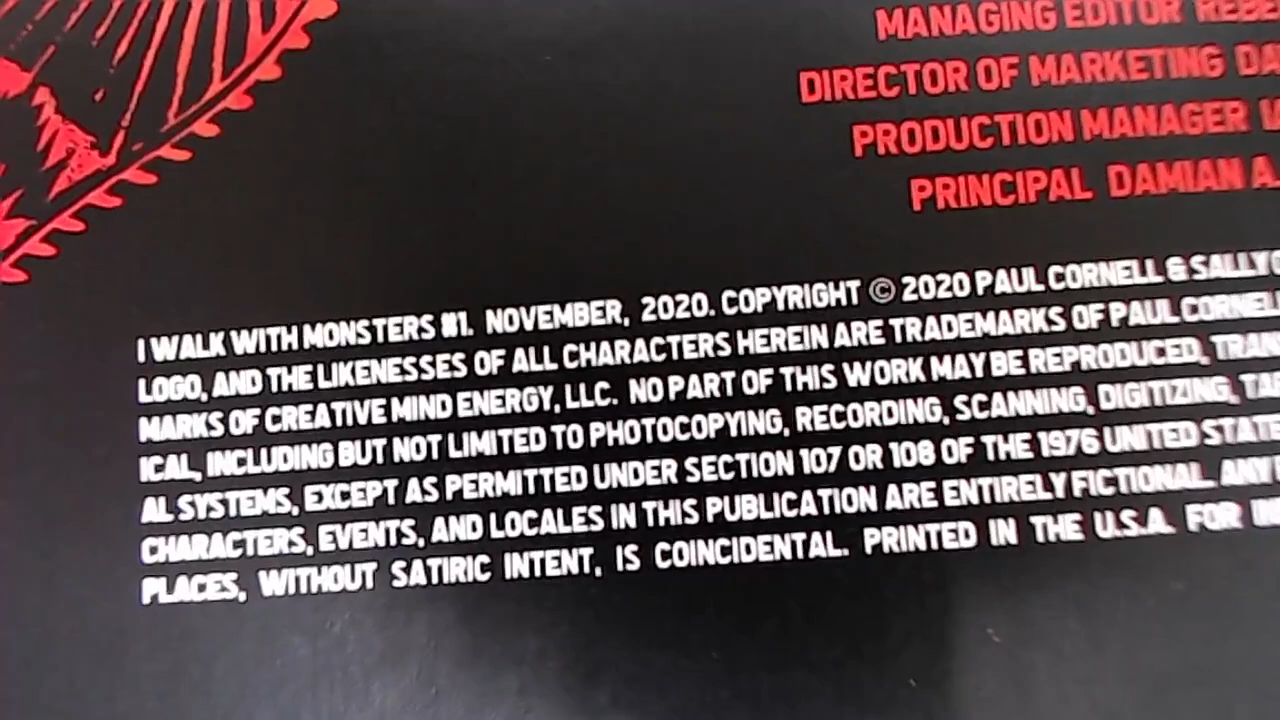 MANAGING EDITOR
DIRECTOR OF MARKETING
PRODUCTION MANAGER
PRINCIPAL DAMIAN A.
I WALK WITH MONSTERS #1. NOVEMBER, 2020. COPYRIGHT © 2020 PAUL CORNELL & SALLY
LOGO, AND THE LIKENESSES OF ALL CHARACTERS HEREIN ARE TRADEMARKS OF PAUL CORNELL
MARKS OF CREATIVE MIND ENERGY, LLC. NO PART OF THIS WORK MAY BE REPRODUCED, TRAN
ICAL, INCLUDING BUT NOT LIMITED TO PHOTOCOPYING, RECORDING, SCANNING, DIGITIZING,
AL SYSTEMS, EXCEPT AS PERMITTED UNDER SECTION 107 OR 108 OF THE 1976 UNITED STATE
CHARACTERS, EVENTS, AND LOCALES IN THIS PUBLICATION ARE ENTIRELY FICTIONAL. ANY
PLACES, WITHOUT SATIRIC INTENT, IS COINCIDENTAL. PRINTED IN THE U.S.A. FOR